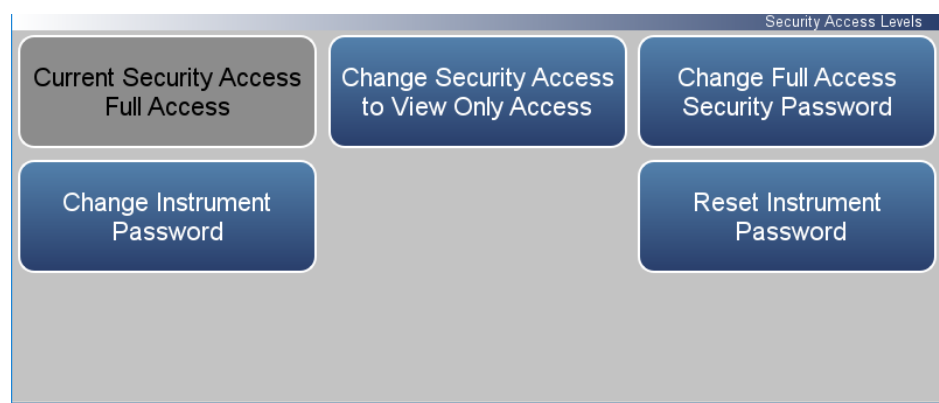 Security Access Levels
Current Security Access
Full Access
Change Security Access
to View Only Access
Change Full Access
Security Password
Change Instrument
Password
Reset Instrument
Password